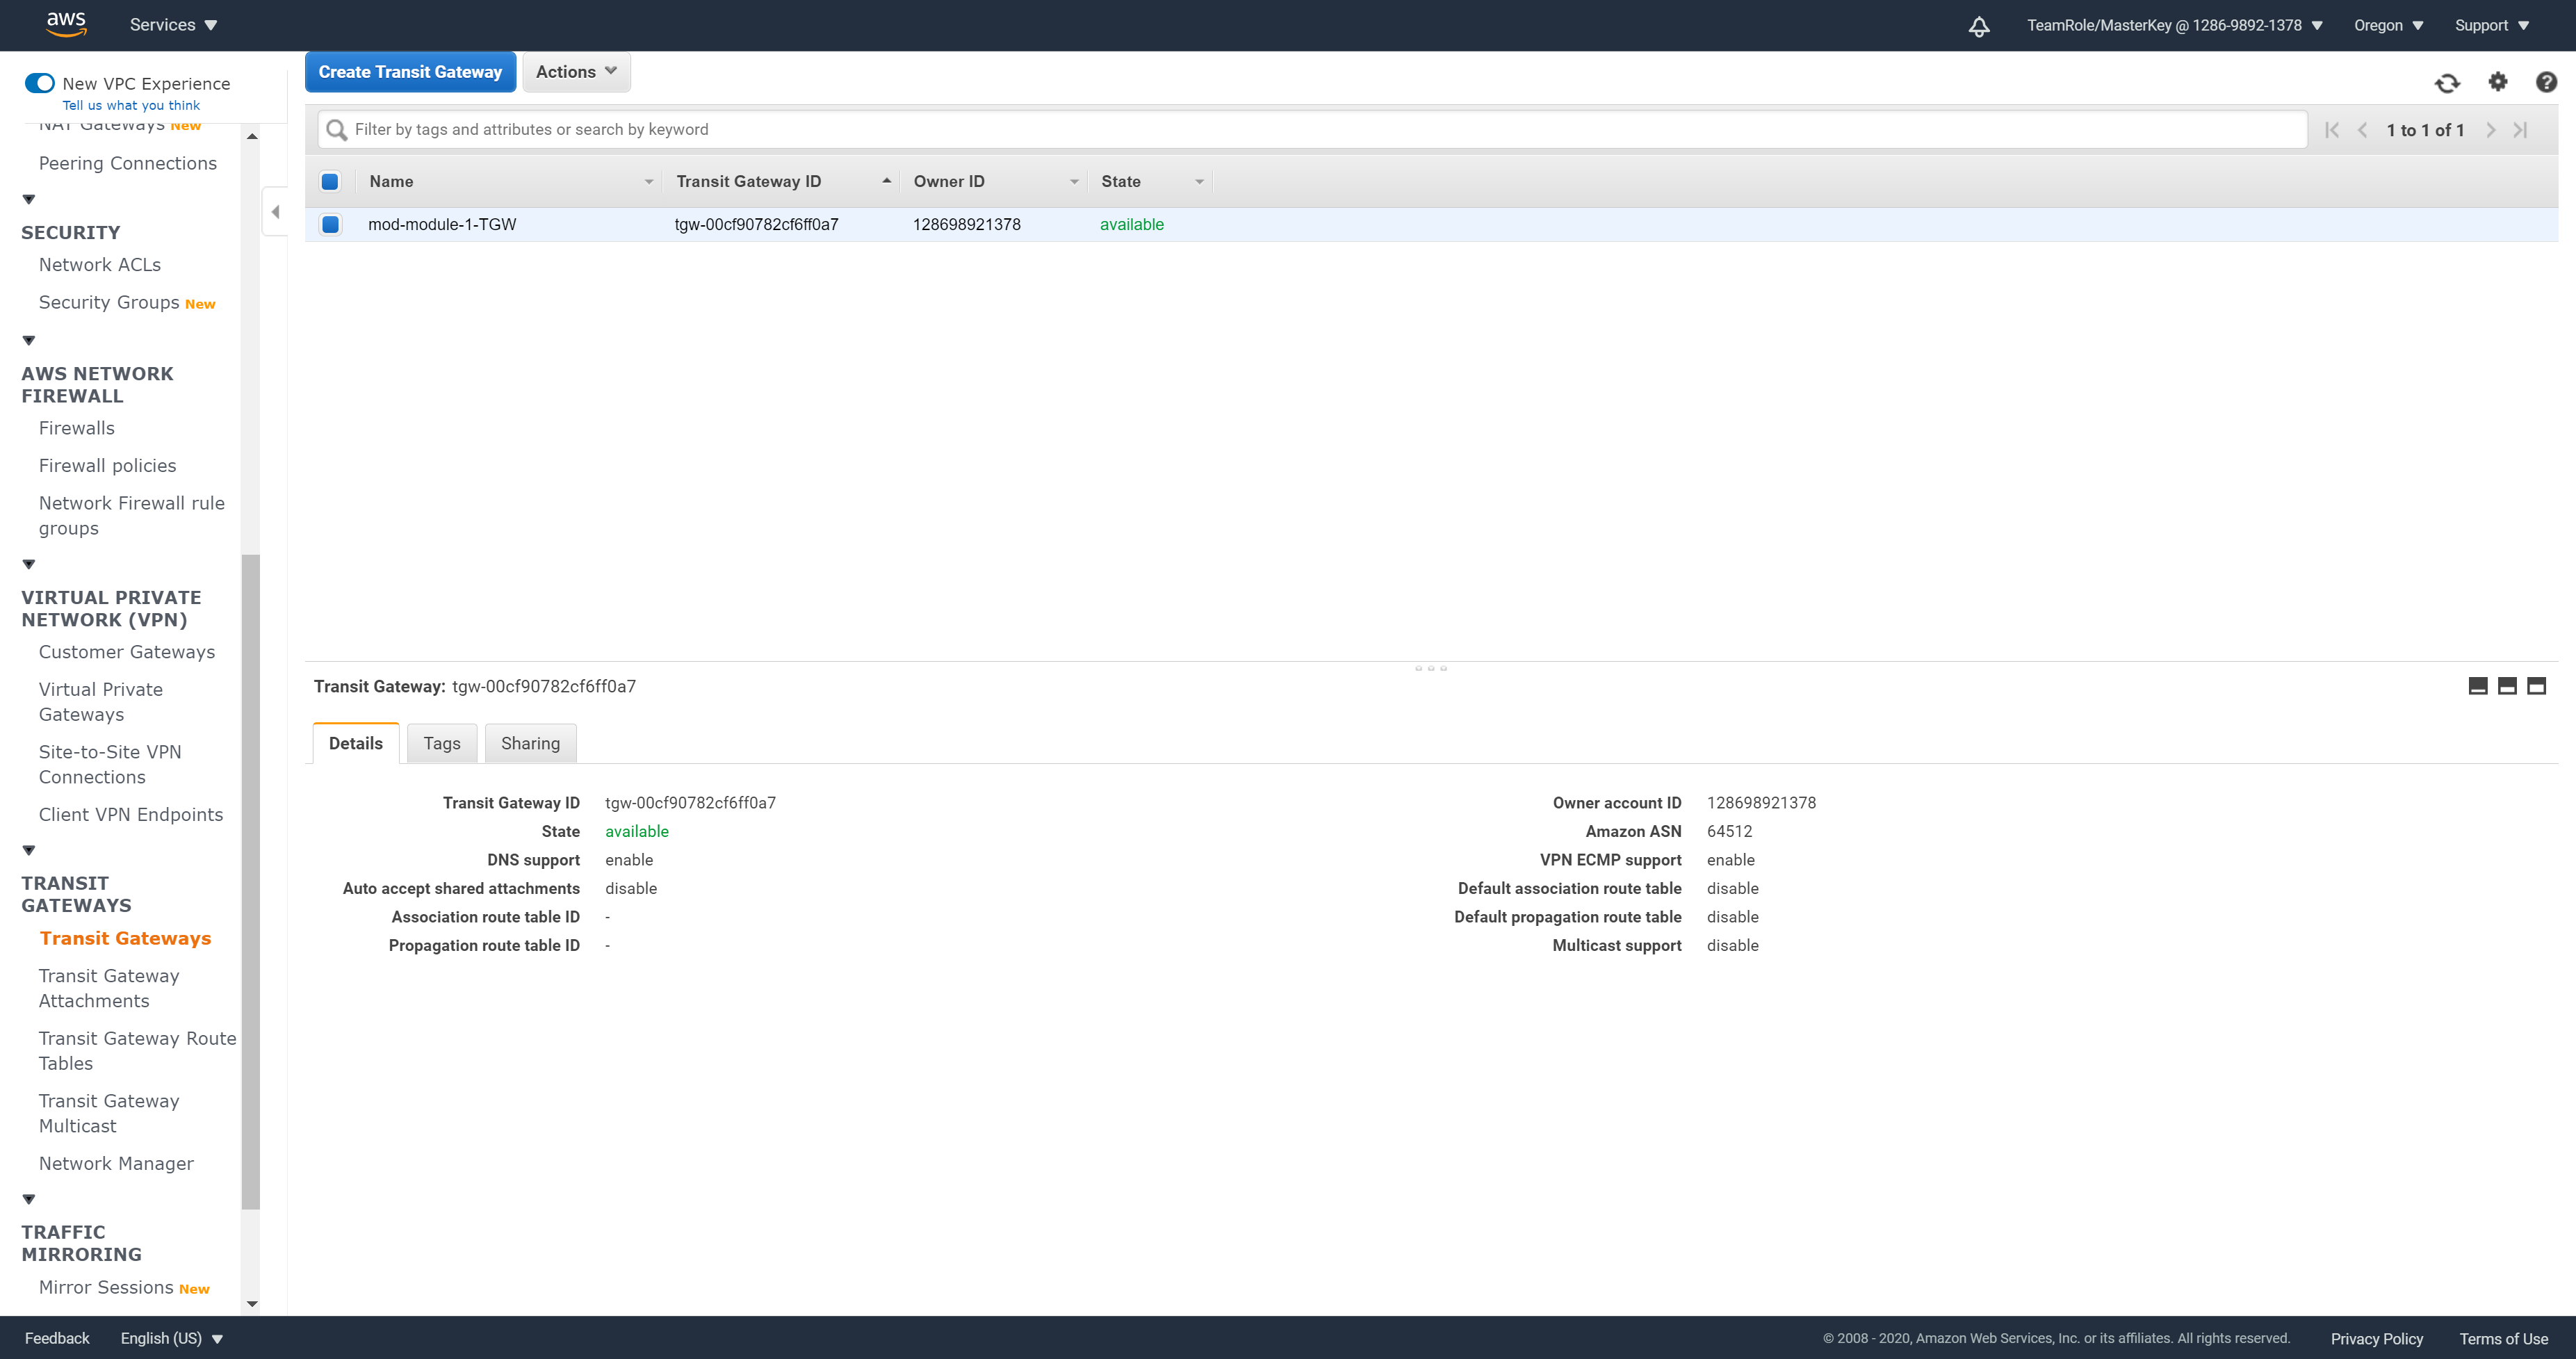 aws
Services
TeamRole/MasterKey @ 1286-9892-1378
Oregon
Support
New VPC Experience
Tell us what you think
NAT Gateways New
Peering Connections
SECURITY
Network ACLs
Security Groups New
AWS NETWORK
FIREWALL
Firewalls
Firewall policies
Network Firewall rule
groups
VIRTUAL PRIVATE
NETWORK (VPN)
Customer Gateways
Virtual Private
Gateways
Site-to-Site VPN
Connections
Client VPN Endpoints
TRANSIT
GATEWAYS
Transit Gateways
Transit Gateway
Attachments
Transit Gateway Route
Tables
Transit Gateway
Multicast
Network Manager
TRAFFIC
MIRRORING
Mirror Sessions New
Create Transit Gateway
Actions
Filter by tags and attributes or search by keyword
1 to 1 of 1
Name Transit Gateway ID Owner ID State
mod-module-1-TGW tgw-00cf90782cf6ff0a7 128698921378 available
Transit Gateway: tgw-00cf90782cf6ff0a7
Details Tags Sharing
Transit Gateway ID tgw-00cf90782cf6ff0a7
State available
DNS support enable
Auto accept shared attachments disable
Association route table ID -
Propagation route table ID -
Owner account ID 128698921378
Amazon ASN 64512
VPN ECMP support enable
Default association route table disable
Default propagation route table disable
Multicast support disable
Feedback
English (US)
© 2008 - 2020, Amazon Web Services, Inc. or its affiliates. All rights reserved.
Privacy Policy
Terms of Use